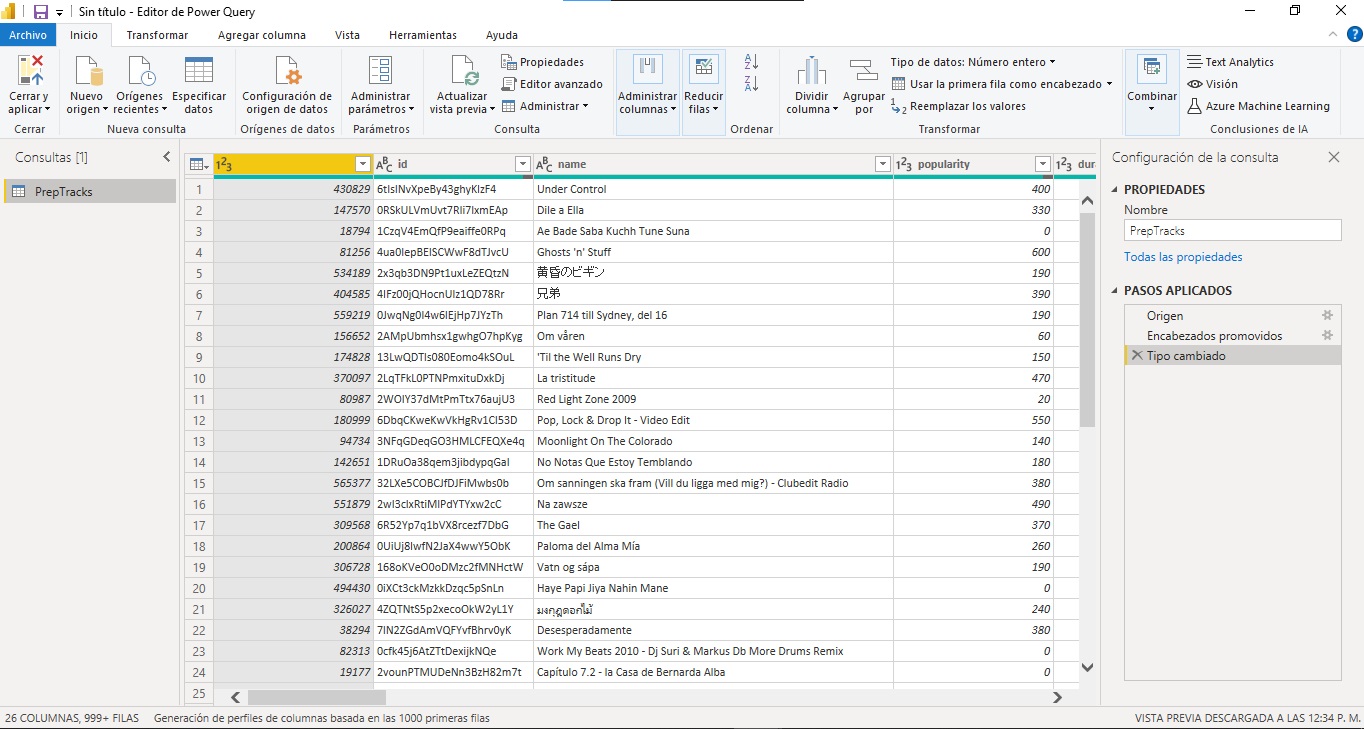 Sin título - Editor de Power Query
Archivo Inicio Transformar Agregar columna Vista Herramientas Ayuda
Cerrar y aplicar
Cerrar
Nuevo origen
Orígenes recientes
Especificar datos
Nueva consulta
Configuración de origen de datos
Orígenes de datos
Administrar parámetros
Parámetros
Actualizar vista previa
Propiedades
Editor avanzado
Administrar
Consulta
Administrar columnas
Reducir filas
Ordenar
Dividir columna
Agrupar por
Tipo de datos: Número entero
Usar la primera fila como encabezado
Reemplazar los valores
Transformar
Combinar
Text Analytics
Visión
Azure Machine Learning
Conclusiones de IA
Consultas [1]
PrepTracks
123 ABC id ABC name 123 popularity 123 dur
1 430829 6tIsINvXpeBy43ghyKIzF4 Under Control 400
2 147570 0RSkULVmUvt7RIi7IxmEAp Dile a Ella 330
3 18794 1CzqV4EmQfP9eaiffe0RPq Ae Bade Saba Kuchh Tune Suna 0
4 81256 4ua0IepBEISCWwF8dTJvcU Ghosts 'n' Stuff 600
5 534189 2x3qb3DN9Pt1uxLeZEQtzN 黄昏のビギン 190
6 404585 4IFz00jQHocnUIz1QD78Rr 兄弟 390
7 559219 0JwqNg0I4w6IEjHp7JYzTh Plan 714 till Sydney, del 16 190
8 156652 2AMpUbmhsx1gwhgO7hpKyg Om våren 60
9 174828 13LwQDTIs080Eomo4kSOuL 'Til the Well Runs Dry 150
10 370097 2LqTFkL0PTNPmxituDxkDj La tristitude 470
11 80987 2WOIY37dMtPmTtx76aujU3 Red Light Zone 2009 20
12 180999 6DbqCKweKwVkHgRv1CI53D Pop, Lock & Drop It - Video Edit 550
13 94734 3NFqGDeqGO3HMLCFEQXe4q Moonlight On The Colorado 140
14 142651 1DRuOa38qem3jibdypqGaI No Notas Que Estoy Temblando 180
15 565377 32LXe5COBCJfDJFiMwbs0b Om sanningen ska fram (Vill du ligga med mig?) - Clubedit Radio 380
16 551879 2wI3cIxRtiMIPdYTYxw2cC Na zawsze 490
17 309568 6R52Yp7q1bVX8rcezf7DbG The Gael 370
18 200864 0UiUj8IwfN2JaX4wwY5ObK Paloma del Alma Mía 260
19 306728 168oKVeO0oDMzc2fMNHctW Vatn og sápa 190
20 494430 0iXCt3ckMzkkDzqc5pSnLn Haye Papi Jiya Nahin Mane 0
21 326027 4ZQTNtS5p2xecoOkW2yL1Y มงกุฎดอกไม้ 240
22 38294 7IN2ZGdAmVQFYvfBhrv0yK Desesperadamente 380
23 82313 0cfk45j6AtZTtDexijkNQe Work My Beats 2010 - Dj Suri & Markus Db More Drums Remix 0
24 19177 2vounPTMUDeNn3BzH82m7t Capítulo 7.2 - la Casa de Bernarda Alba 0
25
Configuración de la consulta
PROPIEDADES
Nombre
PrepTracks
Todas las propiedades
PASOS APLICADOS
Origen
Encabezados promovidos
Tipo cambiado
26 COLUMNAS, 999+ FILAS Generación de perfiles de columnas basada en las 1000 primeras filas VISTA PREVIA DESCARGADA A LAS 12:34 P. M.